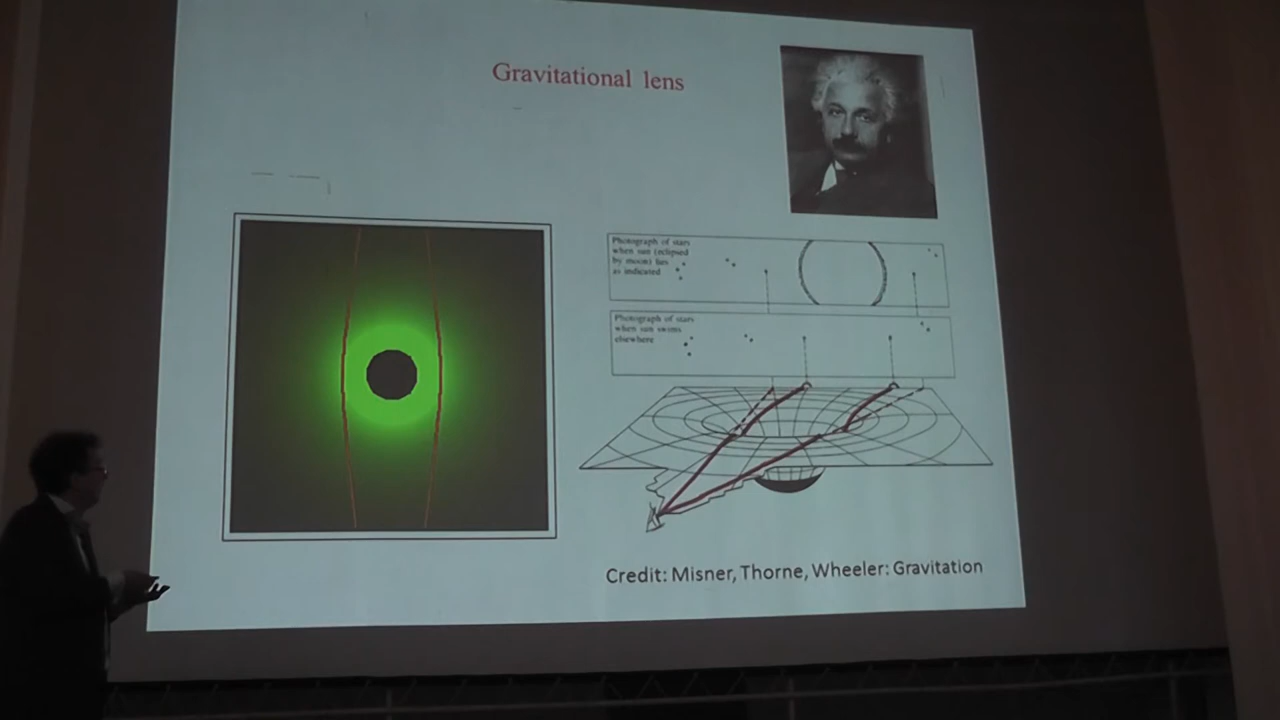 Gravitational lens
Photograph of stars
when sun (eclipsed
by moon) lies
as indicated
Photograph of stars
when sun swims
elsewhere
Credit: Misner, Thorne, Wheeler: Gravitation